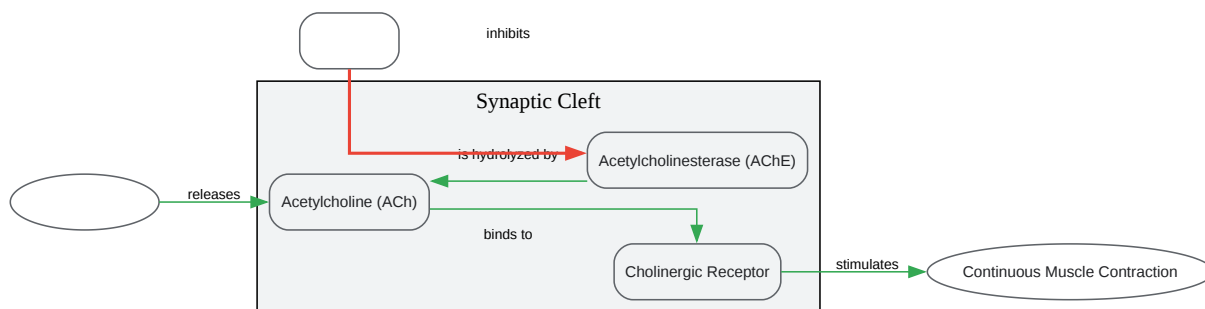 inhibits
Synaptic Cleft
is hydrolyzed by
Acetylcholinesterase (AChE)
releases
Acetylcholine (ACh)
binds to
Cholinergic Receptor
stimulates
Continuous Muscle Contraction